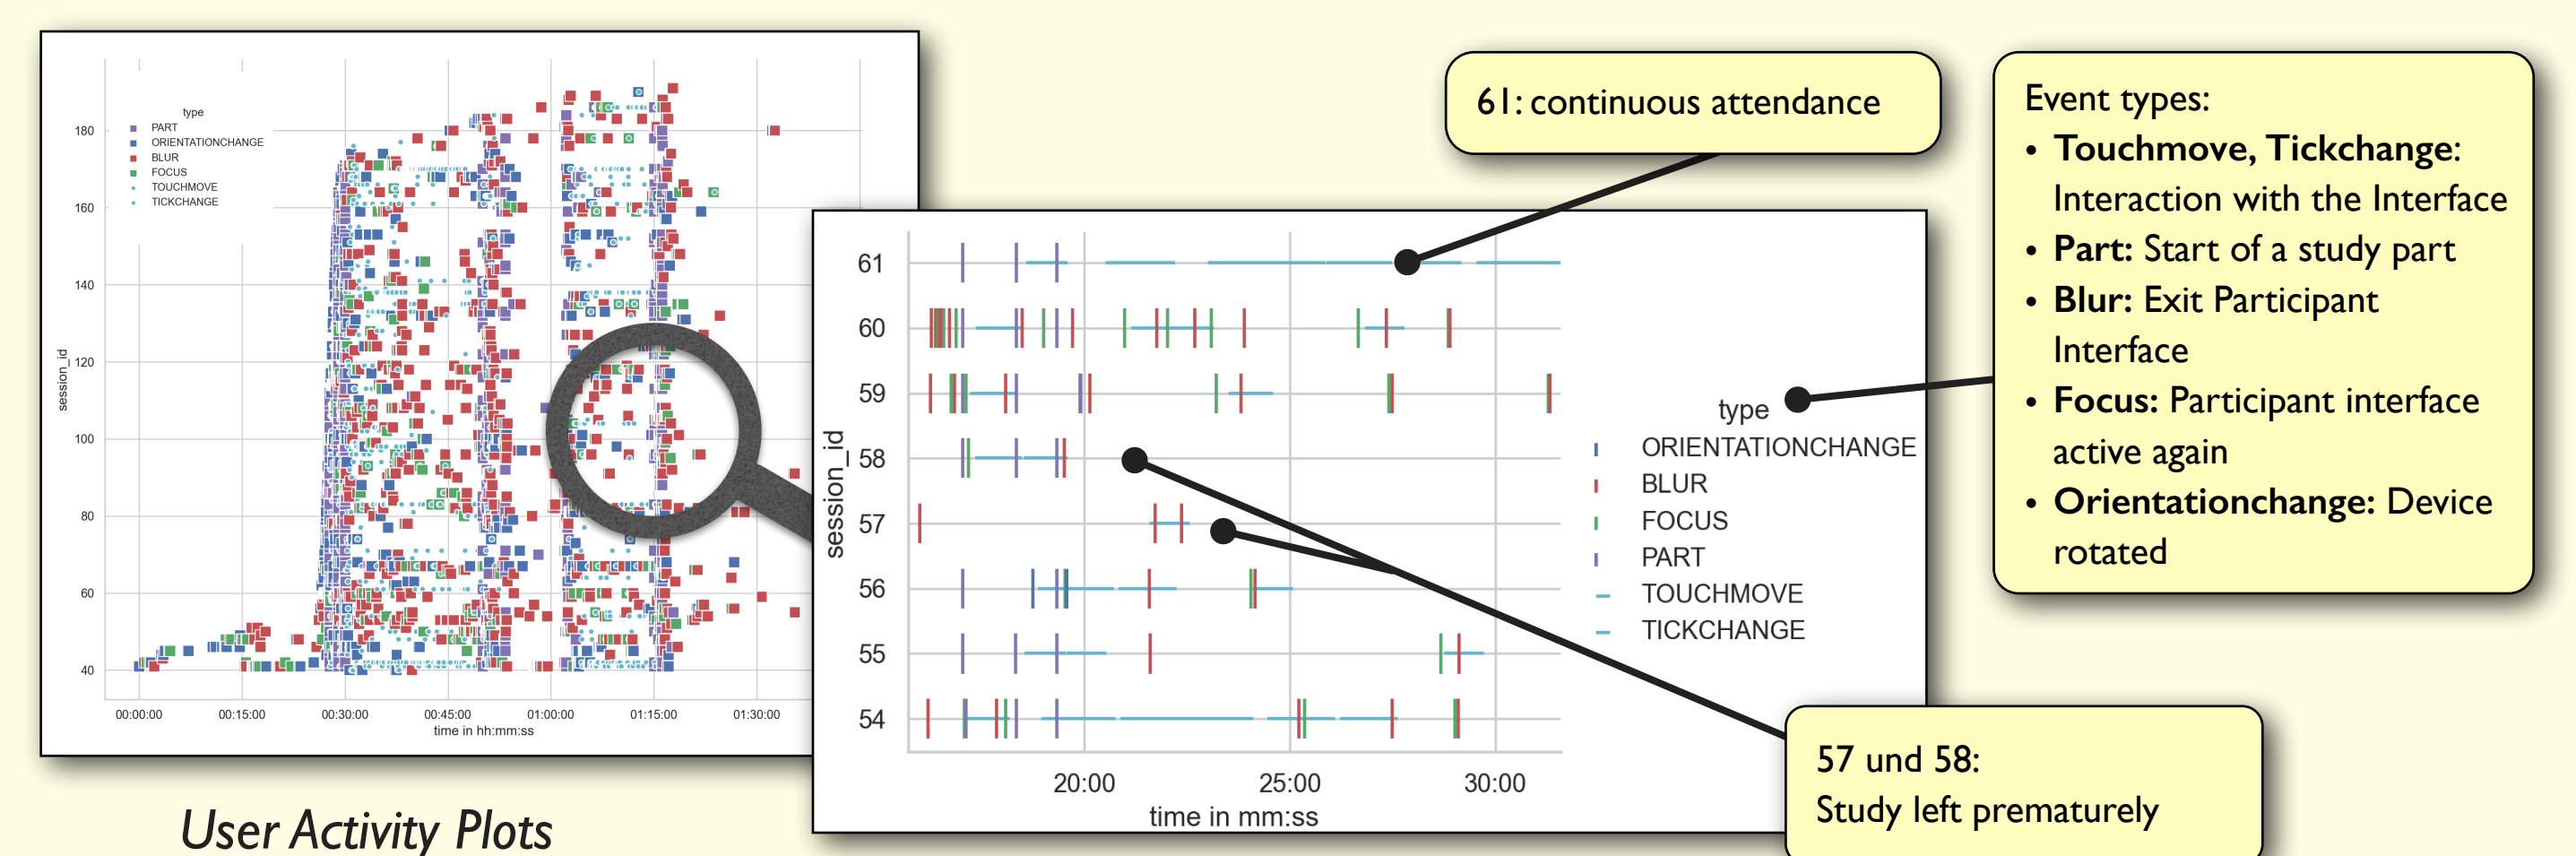 type
PART
ORIENTATIONCHANGE
BLUR
FOCUS
TOUCHMOVE
TICKCHANGE
180
160
140
120
100
80
60
40
session_id
00:00:00
00:15:00
00:30:00
00:45:00
01:00:00
01:15:00
01:30:00
time in hh:mm:ss
User Activity Plots
61: continuous attendance
61
60
59
58
57
56
55
54
session_id
20:00
25:00
30:00
time in mm:ss
type
ORIENTATIONCHANGE
BLUR
FOCUS
PART
TOUCHMOVE
TICKCHANGE
Event types:
• Touchmove, Tickchange:
Interaction with the Interface
• Part: Start of a study part
• Blur: Exit Participant
Interface
• Focus: Participant interface
active again
• Orientationchange: Device
rotated
57 und 58:
Study left prematurely